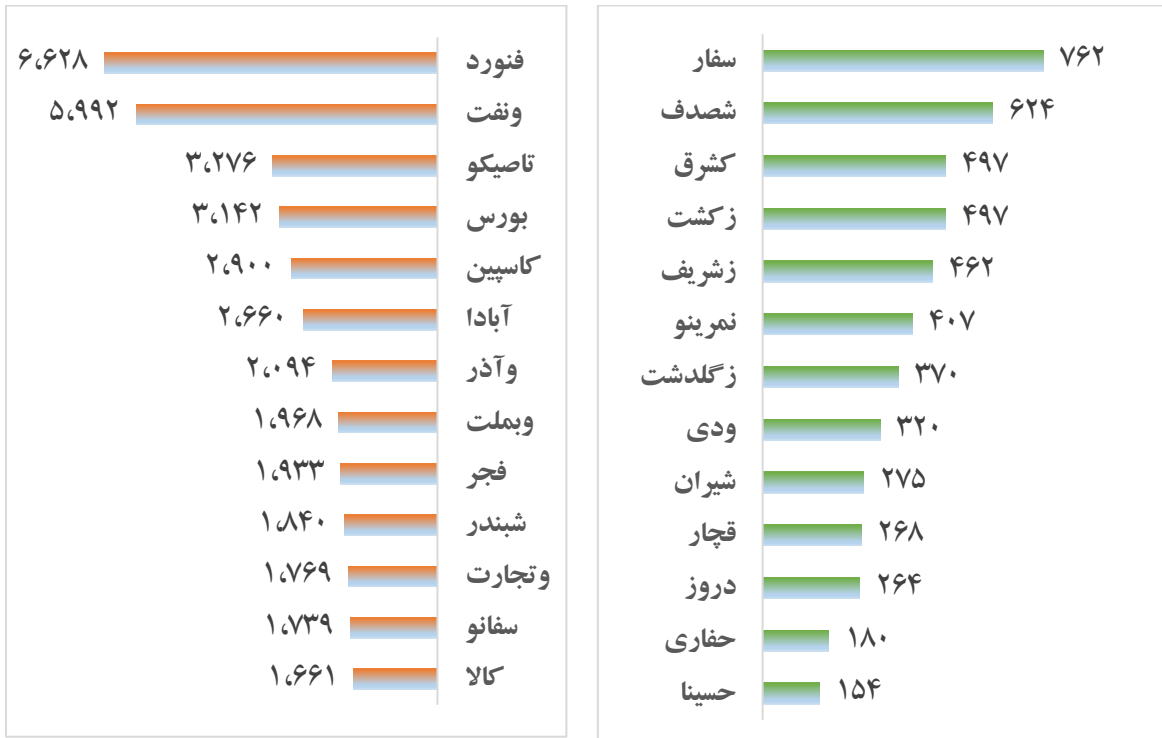 سفار ۷۶۲
شصدف ۶۲۴
کشرق ۴۹۷
زکشت ۴۹۷
زشریف ۴۶۲
نمرینو ۴۰۷
زگلدشت ۳۷۰
ودی ۳۲۰
شیران ۲۷۵
قچار ۲۶۸
دروز ۲۶۴
حفاری ۱۸۰
حسینا ۱۵۴
فنورد ۶،۶۲۸
ونفت ۵،۹۹۲
تاصیکو ۳،۲۷۶
بورس ۳،۱۴۲
کاسپین ۲،۹۰۰
آبادا ۲،۶۶۰
وآذر ۲،۰۹۴
وبملت ۱،۹۶۸
فجر ۱،۹۳۳
شبندر ۱،۸۴۰
وتجارت ۱،۷۶۹
سفانو ۱،۷۳۹
کالا ۱،۶۶۱